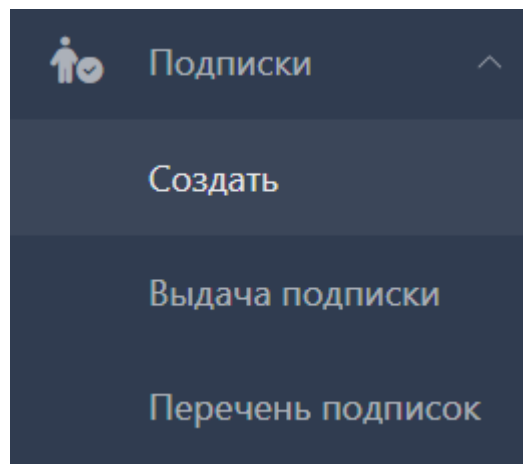 Подписки
Создать
Выдача подписки
Перечень подписок